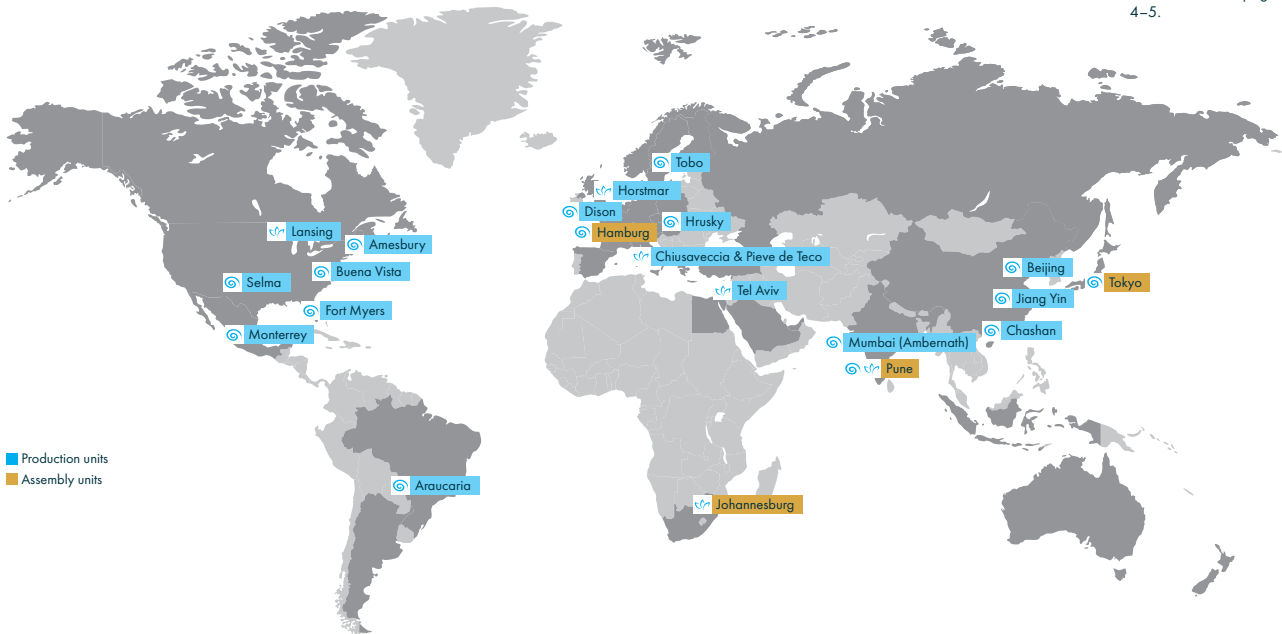 4–5.
Tobo
Horstmar
Dison
Hrusky
Lansing
Hamburg
Amesbury
Chiusaveccia & Pieve de Teco
Buena Vista
Beijing
Selma
Tokyo
Tel Aviv
Jiang Yin
Fort Myers
Chashan
Monterrey
Mumbai (Ambernath)
Pune
Production units
Assembly units
Araucaria
Johannesburg